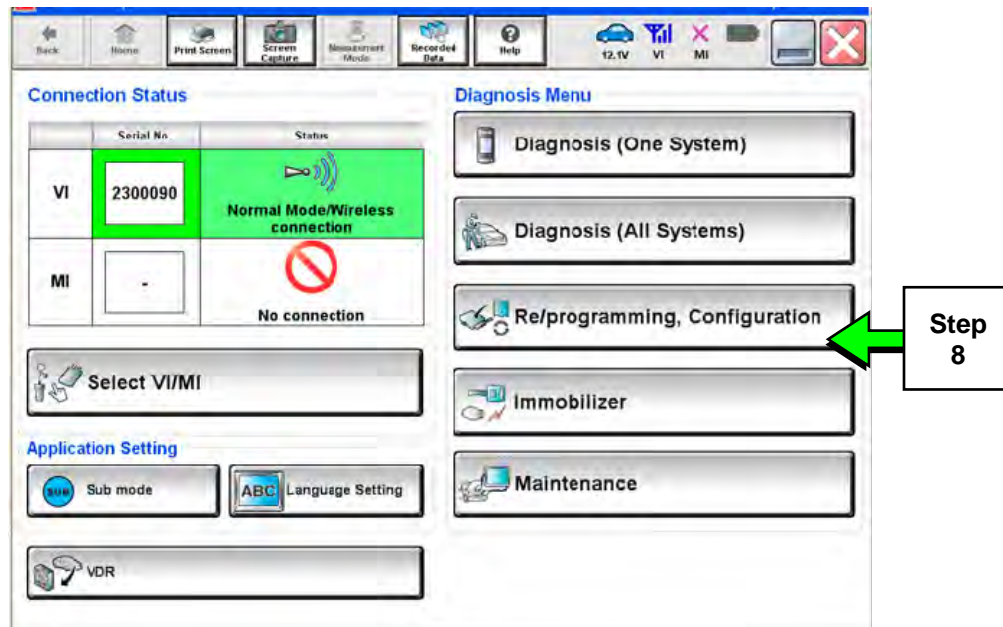 Back
Home
Print Screen
Screen
Capture
Measurement
Mode
Recorded
Data
Help
12.1V
VI
MI
Connection Status
Serial No
Status
VI
2300090
Normal Mode/Wireless
connection
MI
-
No connection
Select VI/MI
Application Setting
SUB
Sub mode
ABC
Language Setting
VDR
Diagnosis Menu
Diagnosis (One System)
Diagnosis (All Systems)
Re/programming, Configuration
Immobilizer
Maintenance
Step
8